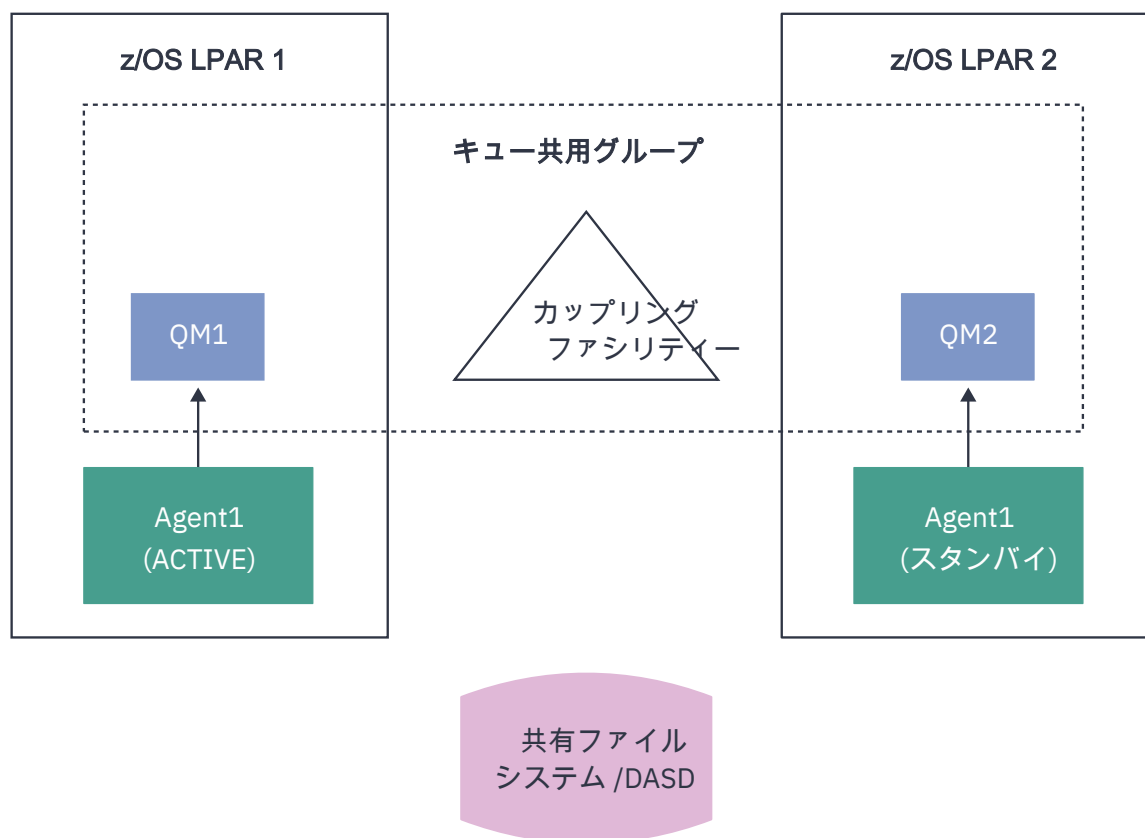 z/OS LPAR 1
z/OS LPAR 2
キュー共用グループ
カップリング
ファシリティー
QM1
QM2
Agent1
(ACTIVE)
Agent1
(スタンバイ)
共有ファイル
システム /DASD